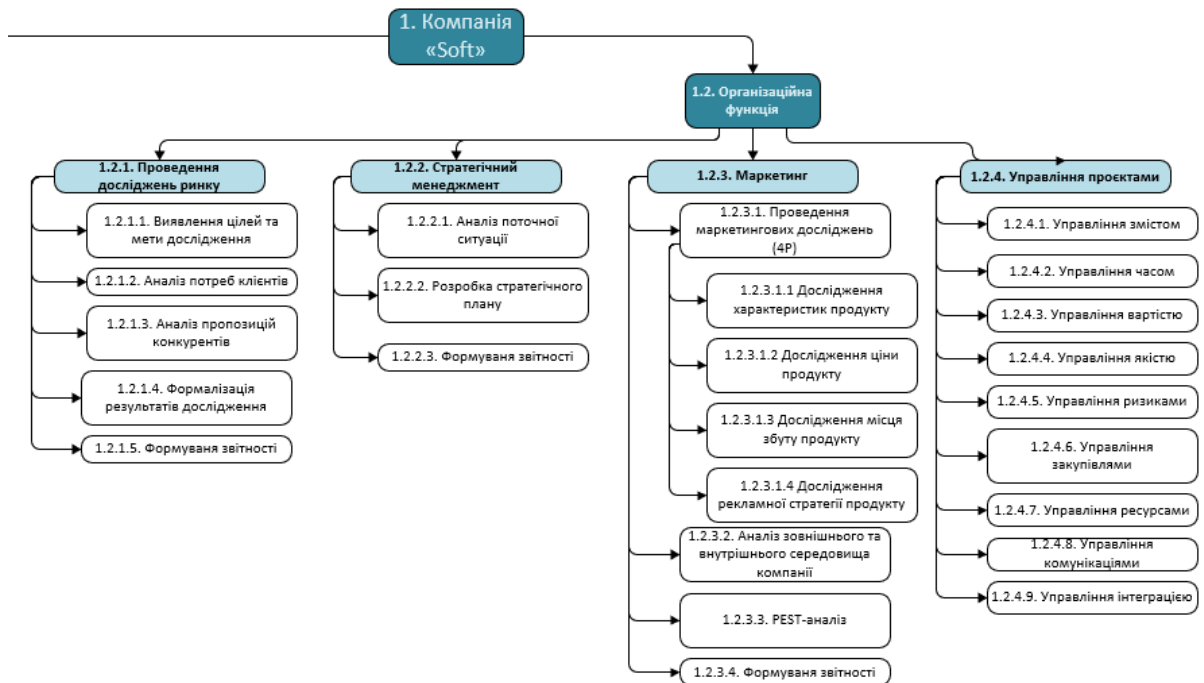 1. Компанія
«Soft»
1.2. Організаційна
функція
1.2.1. Проведення
досліджень ринку
1.2.1.1. Виявлення цілей та
мети дослідження
1.2.1.2. Аналіз потреб клієнтів
1.2.1.3. Аналіз пропозицій
конкурентів
1.2.1.4. Формалізація
результатів дослідження
1.2.1.5. Формуваня звітності
1.2.2. Стратегічний
менеджмент
1.2.2.1. Аналіз поточної
ситуації
1.2.2.2. Розробка стратегічного
плану
1.2.2.3. Формуваня звітності
1.2.3. Маркетинг
1.2.3.1. Проведення
маркетингових досліджень
(4P)
1.2.3.1.1 Дослідження
характеристик продукту
1.2.3.1.2 Дослідження ціни
продукту
1.2.3.1.3 Дослідження місця
збуту продукту
1.2.3.1.4 Дослідження
рекламної стратегії продукту
1.2.3.2. Аналіз зовнішнього та
внутрішнього середовища
компанії
1.2.3.3. PEST-аналіз
1.2.3.4. Формуваня звітності
1.2.4. Управління проєктами
1.2.4.1. Управління змістом
1.2.4.2. Управління часом
1.2.4.3. Управління вартістю
1.2.4.4. Управління якістю
1.2.4.5. Управління ризиками
1.2.4.6. Управління
закупівлями
1.2.4.7. Управління ресурсами
1.2.4.8. Управління
комунікаціями
1.2.4.9. Управління інтеграцією